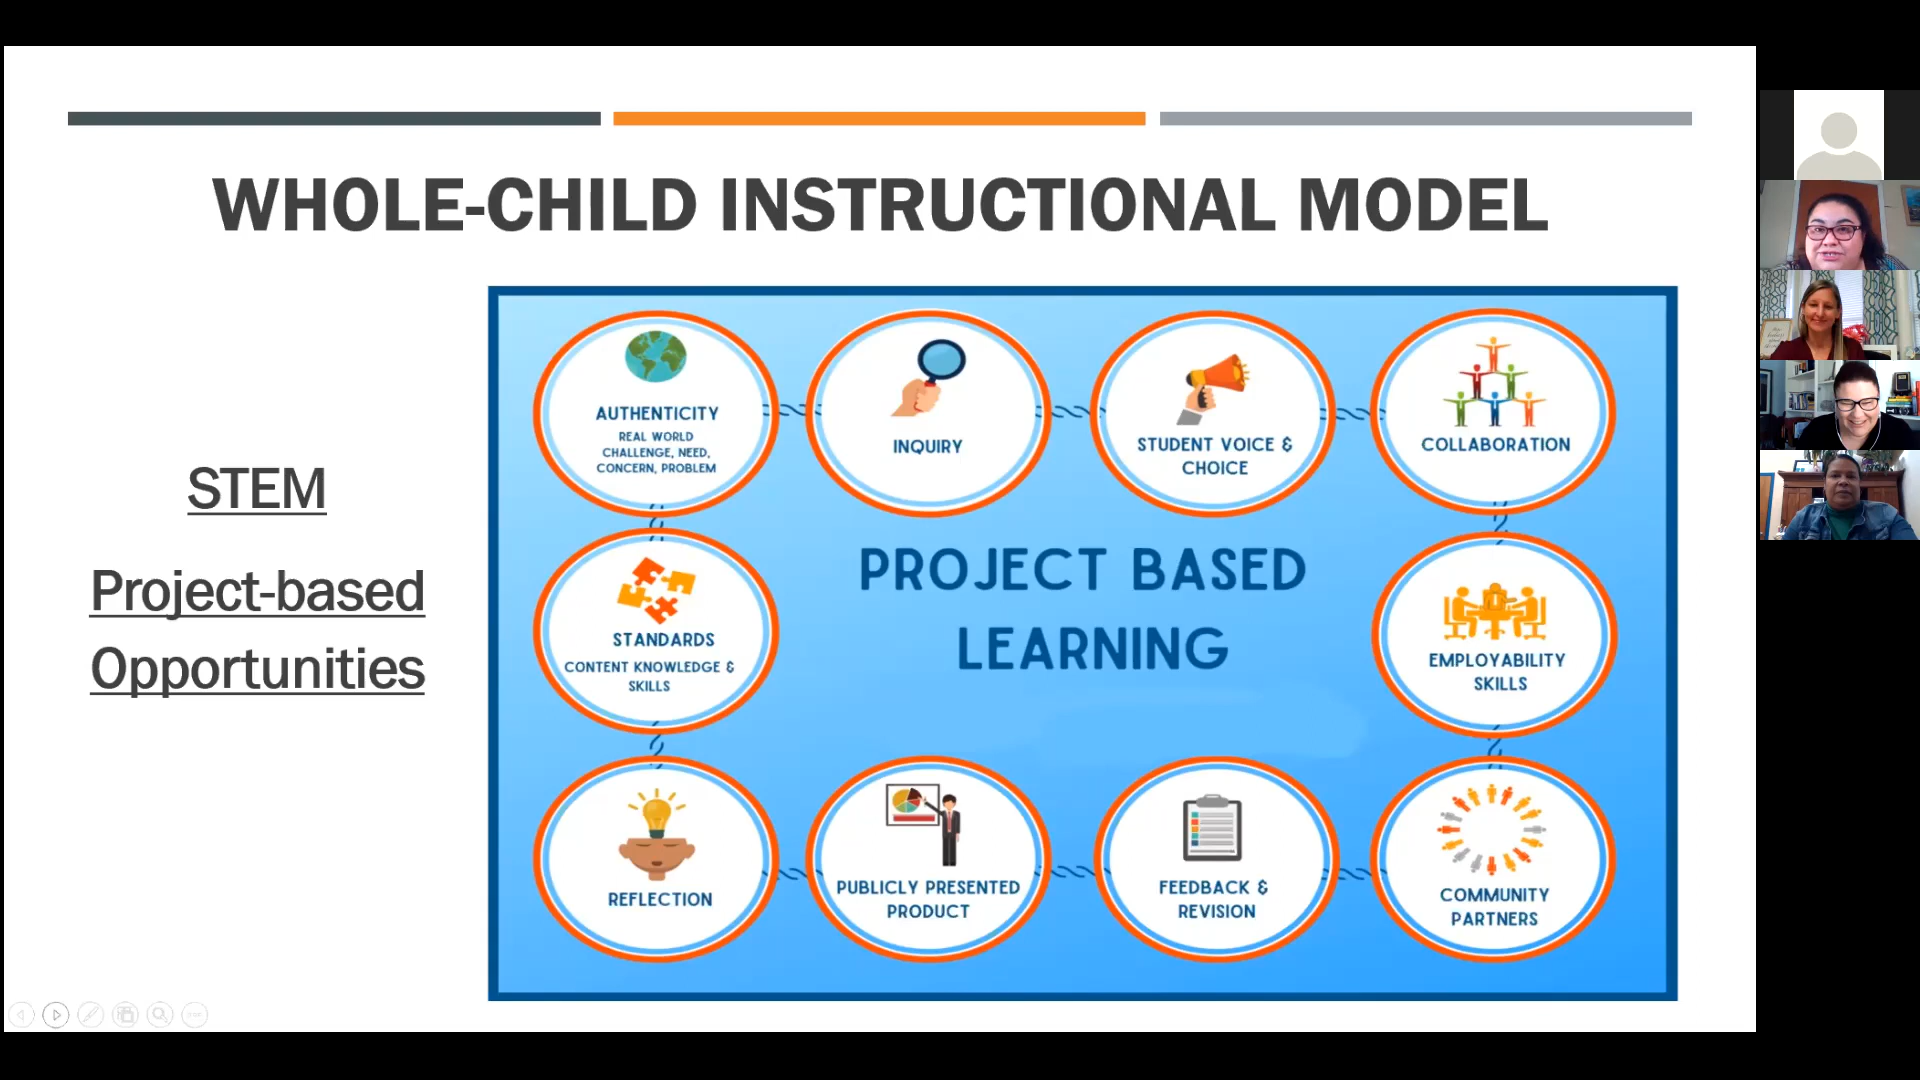 WHOLE-CHILD INSTRUCTIONAL MODEL
STEM
Project-based
Opportunities
AUTHENTICITY
REAL WORLD
CHALLENGE, NEED,
CONCERN, PROBLEM
INQUIRY
STUDENT VOICE &
CHOICE
COLLABORATION
PROJECT BASED
LEARNING
STANDARDS
CONTENT KNOWLEDGE &
SKILLS
EMPLOYABILITY
SKILLS
REFLECTION
PUBLICLY PRESENTED
PRODUCT
FEEDBACK &
REVISION
COMMUNITY
PARTNERS